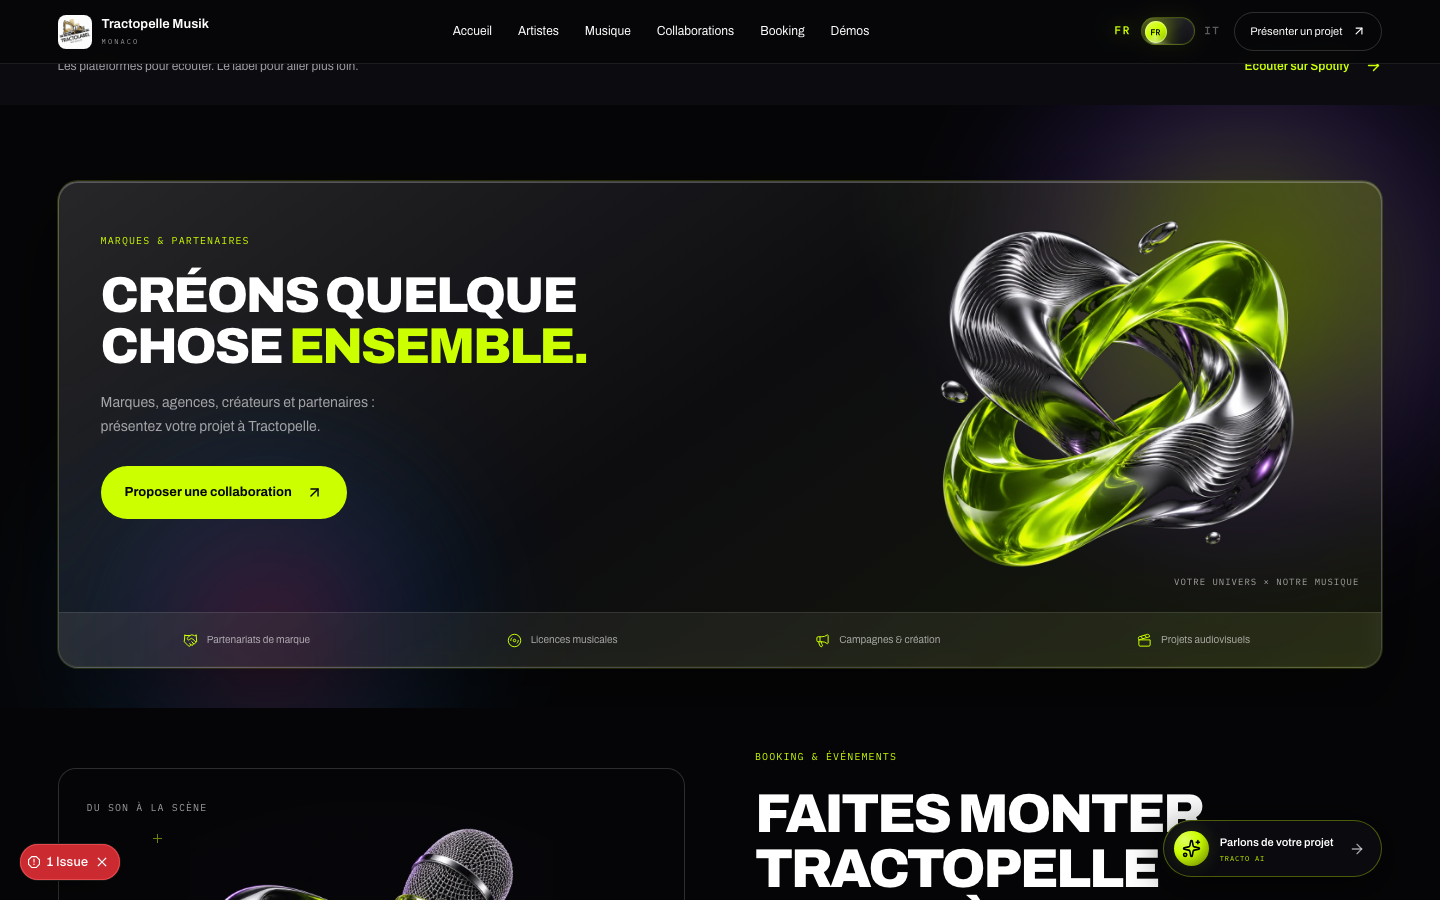 Tractopelle Musik
MONACO
Accueil
Artistes
Musique
Collaborations
Booking
Démos
FR
FR
IT
Présenter un projet
Les plateformes pour écouter. Le label pour aller plus loin.
Écouter sur Spotify
MARQUES & PARTENAIRES
CRÉONS QUELQUE
CHOSE ENSEMBLE.
Marques, agences, créateurs et partenaires :
présentez votre projet à Tractopelle.
Proposer une collaboration
VOTRE UNIVERS × NOTRE MUSIQUE
Partenariats de marque
Licences musicales
Campagnes & création
Projets audiovisuels
DU SON À LA SCÈNE
BOOKING & ÉVÉNEMENTS
FAITES MONTER
TRACTOPELLE
1 Issue
Parlons de votre projet
TRACTO AI